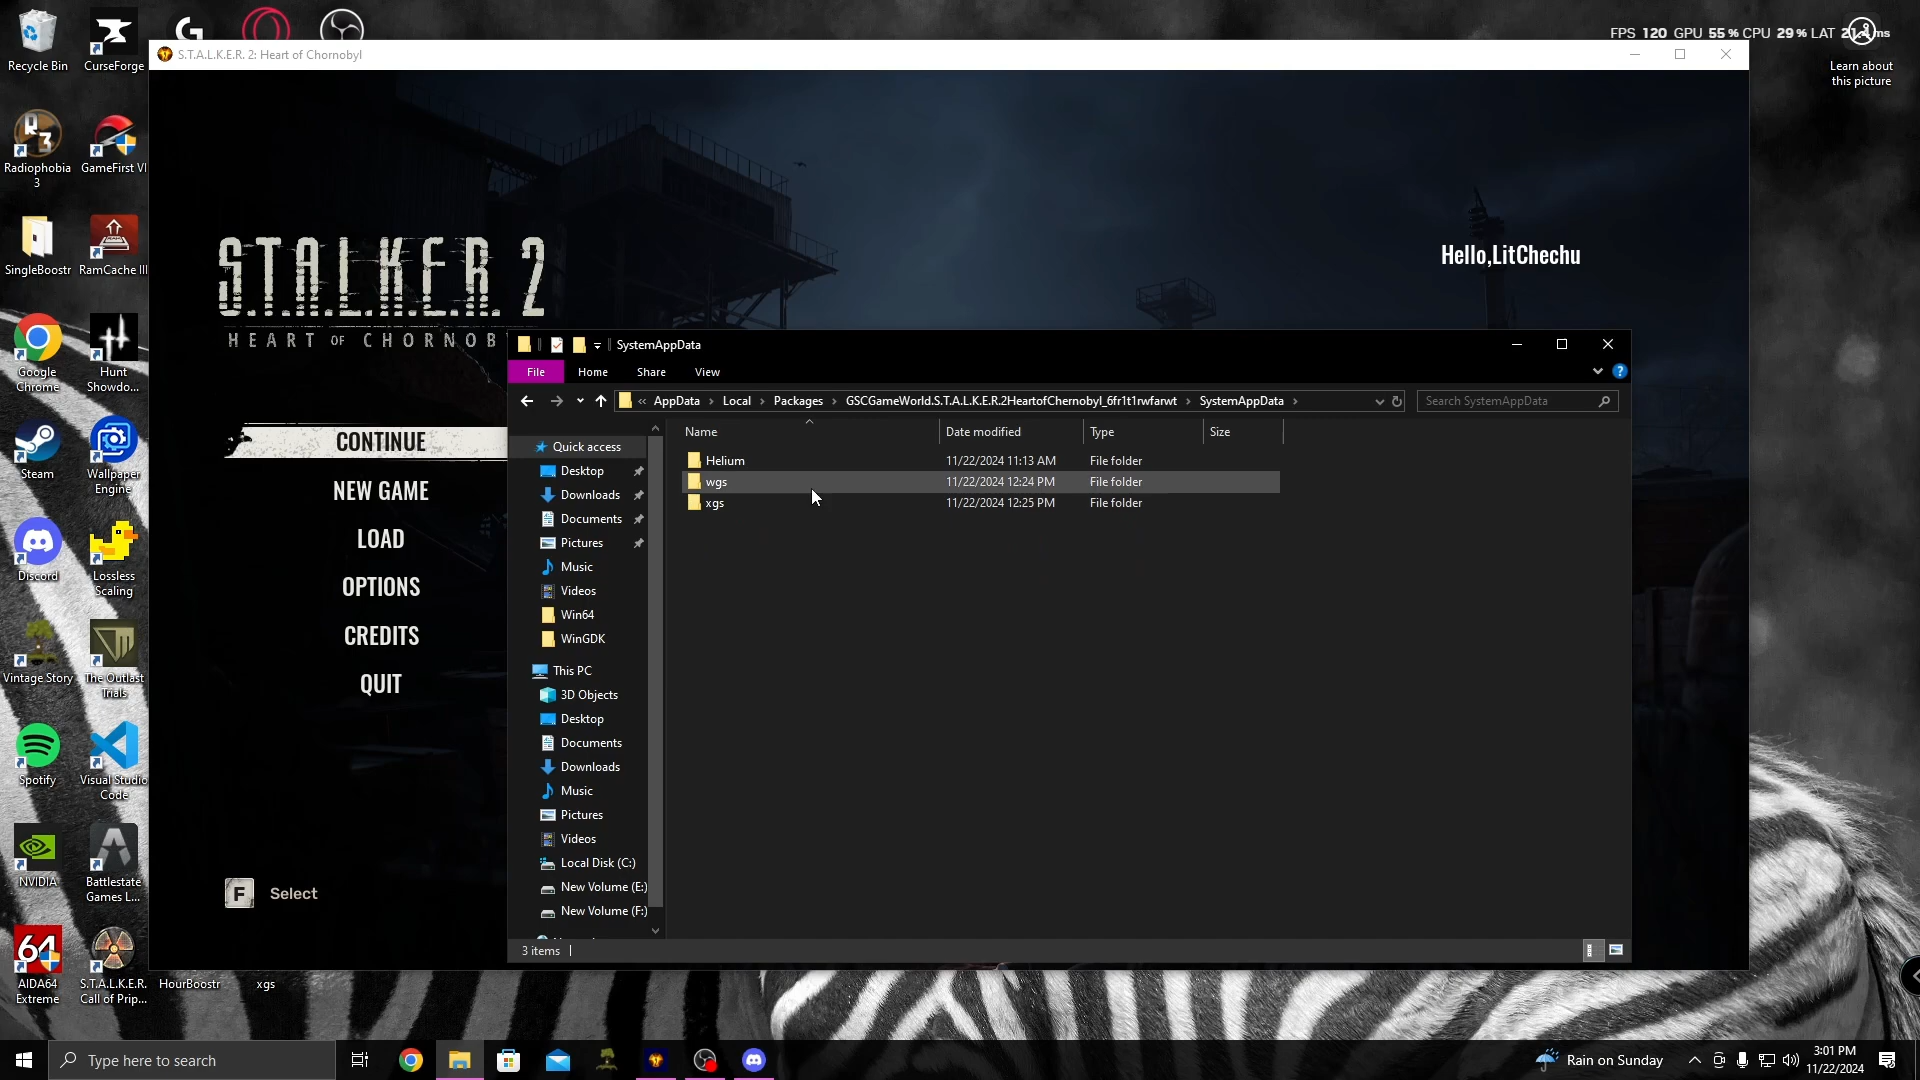 Recycle Bin
CurseForge
FPS 120 GPU 55 % CPU 29 % LAT
Learn about
this picture
S.T.A.L.K.E.R. 2: Heart of Chornobyl
Radiophobia
3
GameFirst VI
SingleBoostr
RamCache III
Google
Chrome
Hunt
Showdo...
Steam
Wallpaper
Engine
Discord
Lossless
Scaling
Vintage Story
The Outlast
Trials
Spotify
Visual Studio
Code
NVIDIA
Battlestate
Games L...
64
AIDA64
Extreme
S.T.A.L.K.E.R.
Call of Prip...
HourBoostr
xgs
S.T.A.L.K.E.R. 2
HEART OF CHORNOB
Hello,LitChechu
CONTINUE
NEW GAME
LOAD
OPTIONS
CREDITS
QUIT
F Select
SystemAppData
File Home Share View
« AppData > Local > Packages > GSCGameWorld.S.T.A.L.K.E.R.2HeartofChernobyl_6fr1t1rwfarwt > SystemAppData >
Search SystemAppData
Name Date modified Type Size
Helium 11/22/2024 11:13 AM File folder
wgs 11/22/2024 12:24 PM File folder
xgs 11/22/2024 12:25 PM File folder
Quick access
Desktop
Downloads
Documents
Pictures
Music
Videos
Win64
WinGDK
This PC
3D Objects
Desktop
Documents
Downloads
Music
Pictures
Videos
Local Disk (C:)
New Volume (E:)
New Volume (F:)
3 items
Type here to search
Rain on Sunday
3:01 PM
11/22/2024